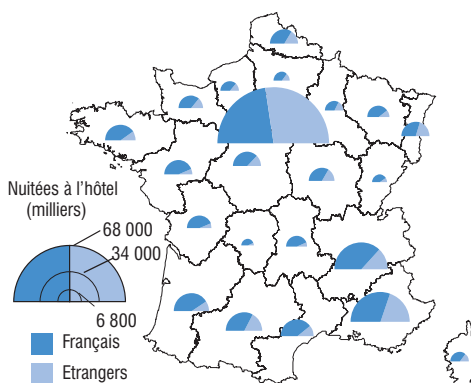 Nuitées à l'hôtel
(milliers)
68 000
34 000
6 800
Français
Etrangers